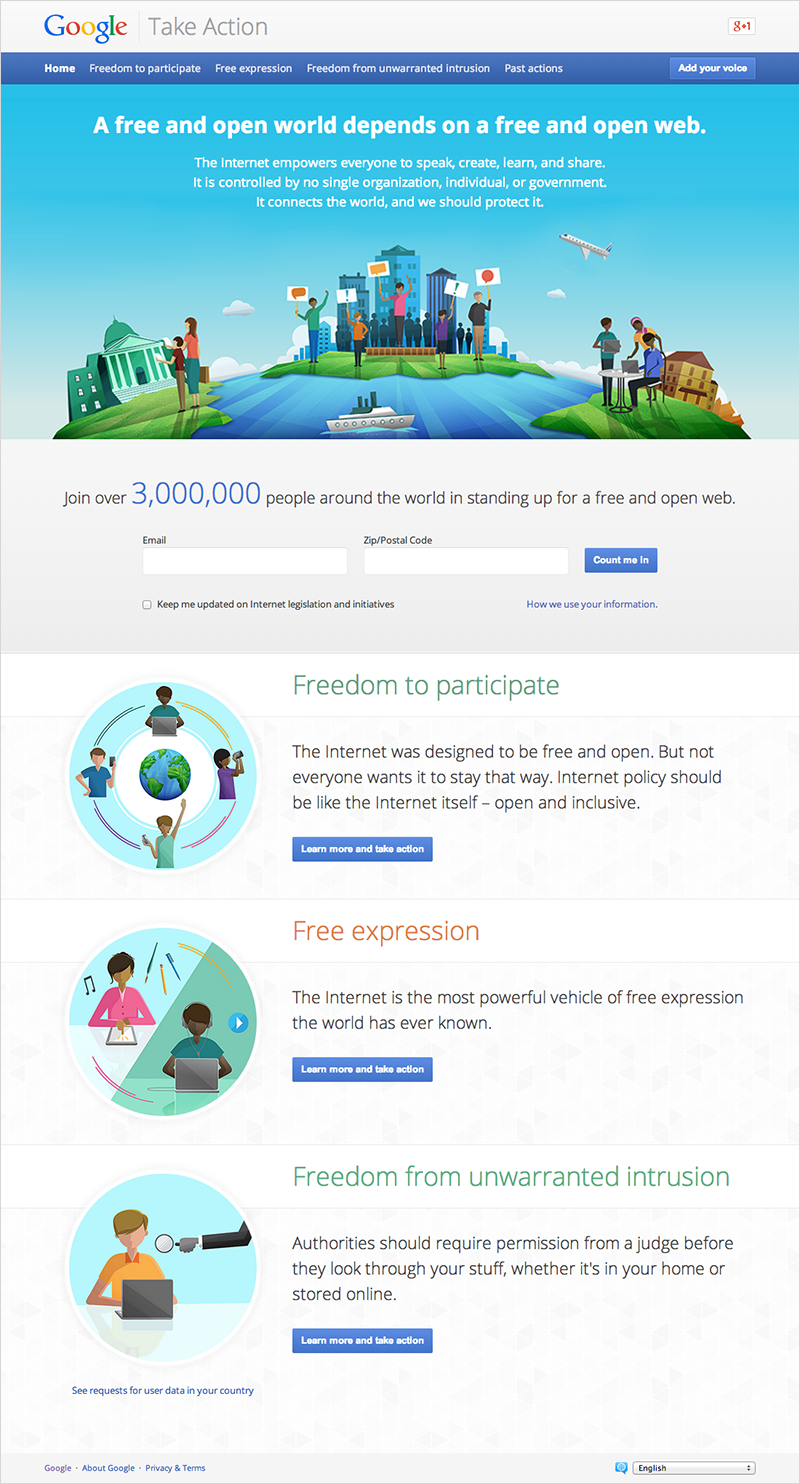 Google Take Action
g+1
Home Freedom to participate Free expression Freedom from unwarranted intrusion Past actions Add your voice
A free and open world depends on a free and open web.
The Internet empowers everyone to speak, create, learn, and share.
It is controlled by no single organization, individual, or government.
It connects the world, and we should protect it.
!
!
Join over 3,000,000 people around the world in standing up for a free and open web.
Email Zip/Postal Code
Count me in
Keep me updated on Internet legislation and initiatives How we use your information.
Freedom to participate
The Internet was designed to be free and open. But not
everyone wants it to stay that way. Internet policy should
be like the Internet itself – open and inclusive.
Learn more and take action
Free expression
The Internet is the most powerful vehicle of free expression
the world has ever known.
Learn more and take action
Freedom from unwarranted intrusion
Authorities should require permission from a judge before
they look through your stuff, whether it's in your home or
stored online.
Learn more and take action
See requests for user data in your country
Google · About Google · Privacy & Terms English